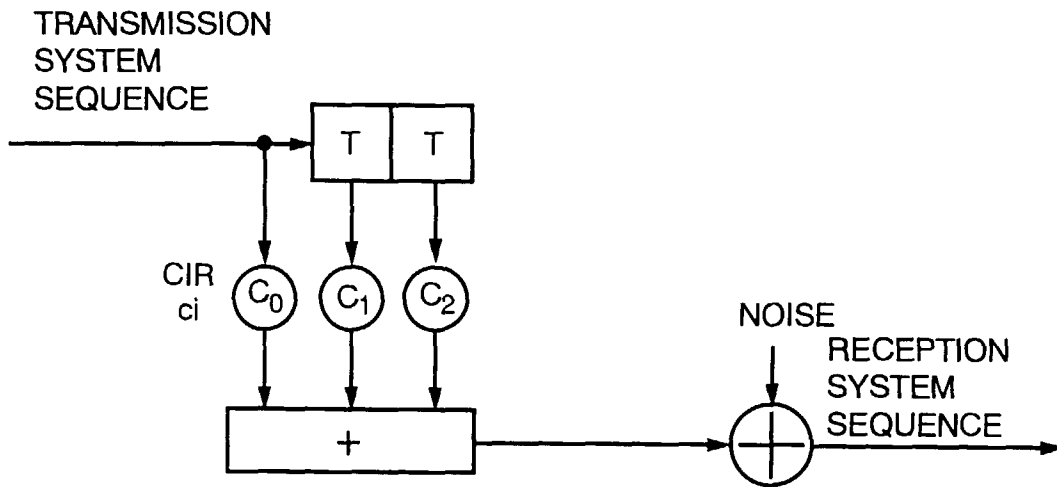 TRANSMISSION
SYSTEM
SEQUENCE
T T
CIR
ci
C0 C1 C2
+
NOISE
RECEPTION
SYSTEM
SEQUENCE